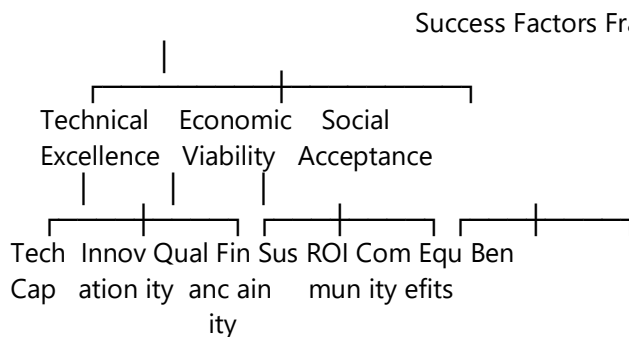 Success Factors Fra
Technical Economic Social
Excellence Viability Acceptance
Tech Innov Qual Fin Sus ROI Com Equ Ben
Cap ation ity anc ain mun ity efits
ity